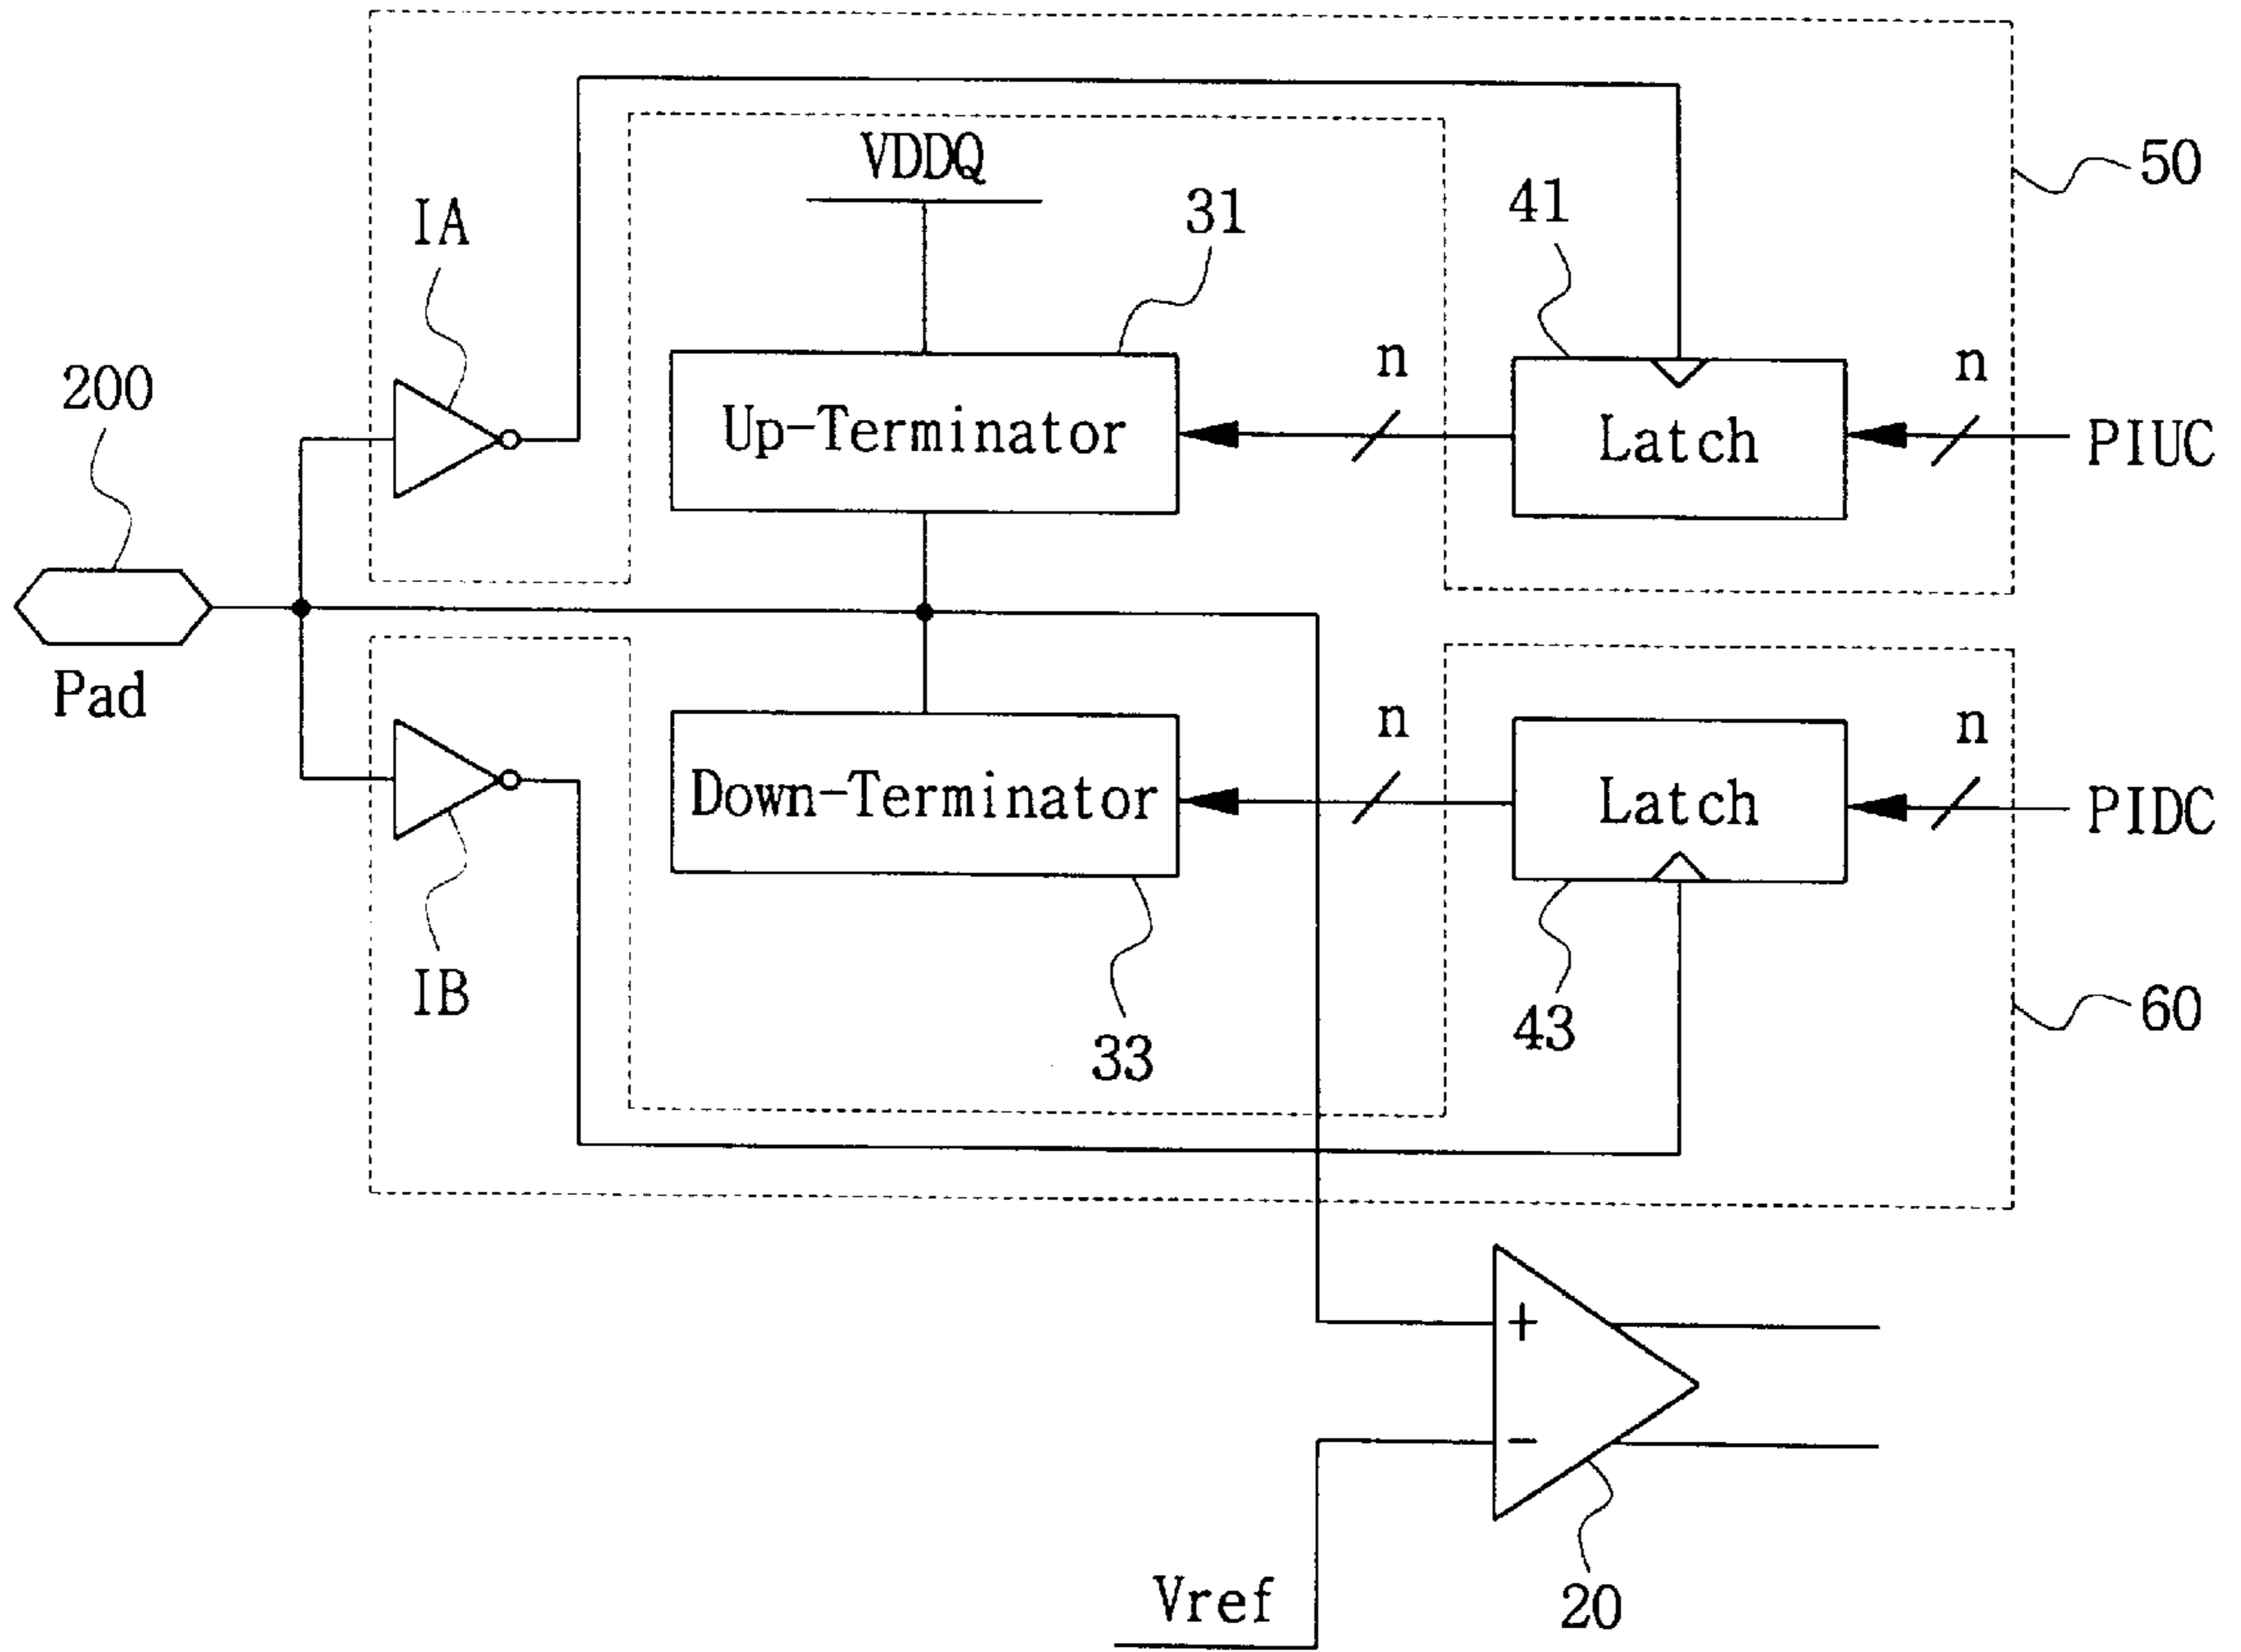 VDDQ
50
31
41
IA
n
n
200
Up-Terminator
Latch
PIUC
Pad
n
n
Down-Terminator
Latch
PIDC
IB
33
43
60
+
-
Vref
20